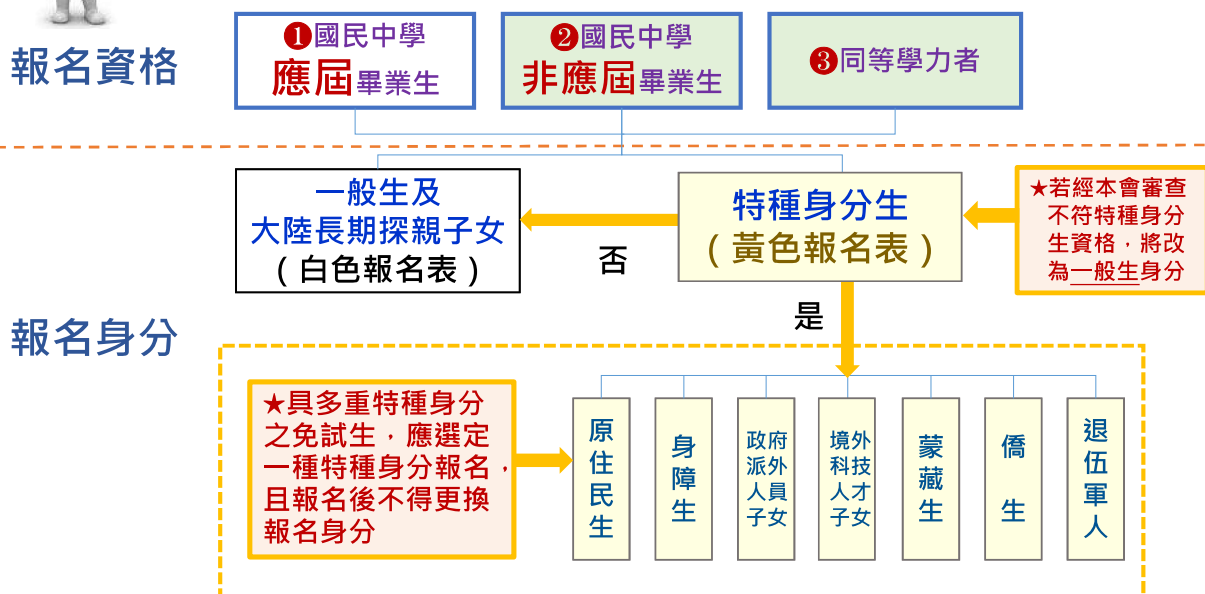 報名資格
❶國民中學
應屆畢業生
❷國民中學
非應屆畢業生
❸同等學力者
一般生及
大陸長期探親子女
(白色報名表)
否
特種身分生
(黃色報名表)
★若經本會審查
不符特種身分
生資格，將改
為一般生身分
是
報名身分
★具多重特種身分
之免試生，應選定
一種特種身分報名，
且報名後不得更換
報名身分
原住民生
身障生
政府派外人員子女
境外科技人才子女
蒙藏生
僑生
退伍軍人